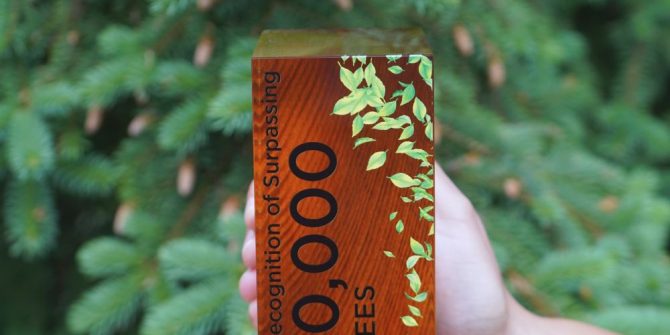 ecognition of Surpassing
0,000
EES